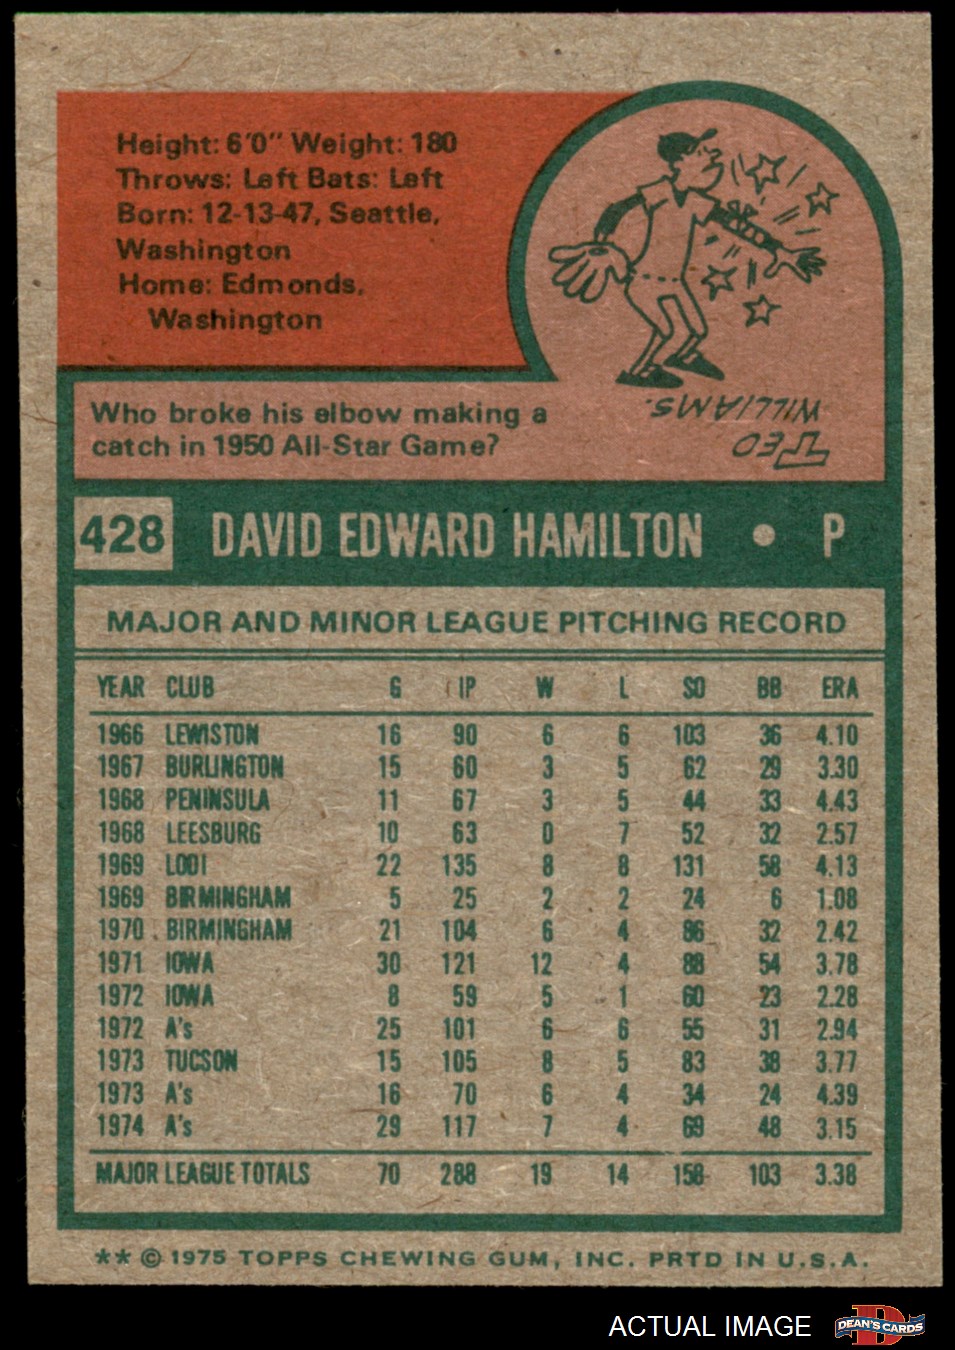 Height: 6'0" Weight: 180
Throws: Left Bats: Left
Born: 12-13-47, Seattle,
Washington
Home: Edmonds,
Washington
Who broke his elbow making a
catch in 1950 All-Star Game?
TED
WILLIAMS.
428 DAVID EDWARD HAMILTON • P
MAJOR AND MINOR LEAGUE PITCHING RECORD
YEAR CLUB G IP W L SO BB ERA
1966 LEWISTON 16 90 6 6 103 36 4.10
1967 BURLINGTON 15 60 3 5 62 29 3.30
1968 PENINSULA 11 67 3 5 44 33 4.43
1968 LEESBURG 10 63 0 7 52 32 2.57
1969 LODI 22 135 8 8 131 58 4.13
1969 BIRMINGHAM 5 25 2 2 24 6 1.08
1970 BIRMINGHAM 21 104 6 4 86 32 2.42
1971 IOWA 30 121 12 4 88 54 3.78
1972 IOWA 8 59 5 1 60 23 2.28
1972 A's 25 101 6 6 55 31 2.94
1973 TUCSON 15 105 8 5 83 38 3.77
1973 A's 16 70 6 4 34 24 4.39
1974 A's 29 117 7 4 69 48 3.15
MAJOR LEAGUE TOTALS 70 288 19 14 158 103 3.38
** © 1975 TOPPS CHEWING GUM, INC. PRTD IN U.S.A.
ACTUAL IMAGE
D
DEAN'S CARDS